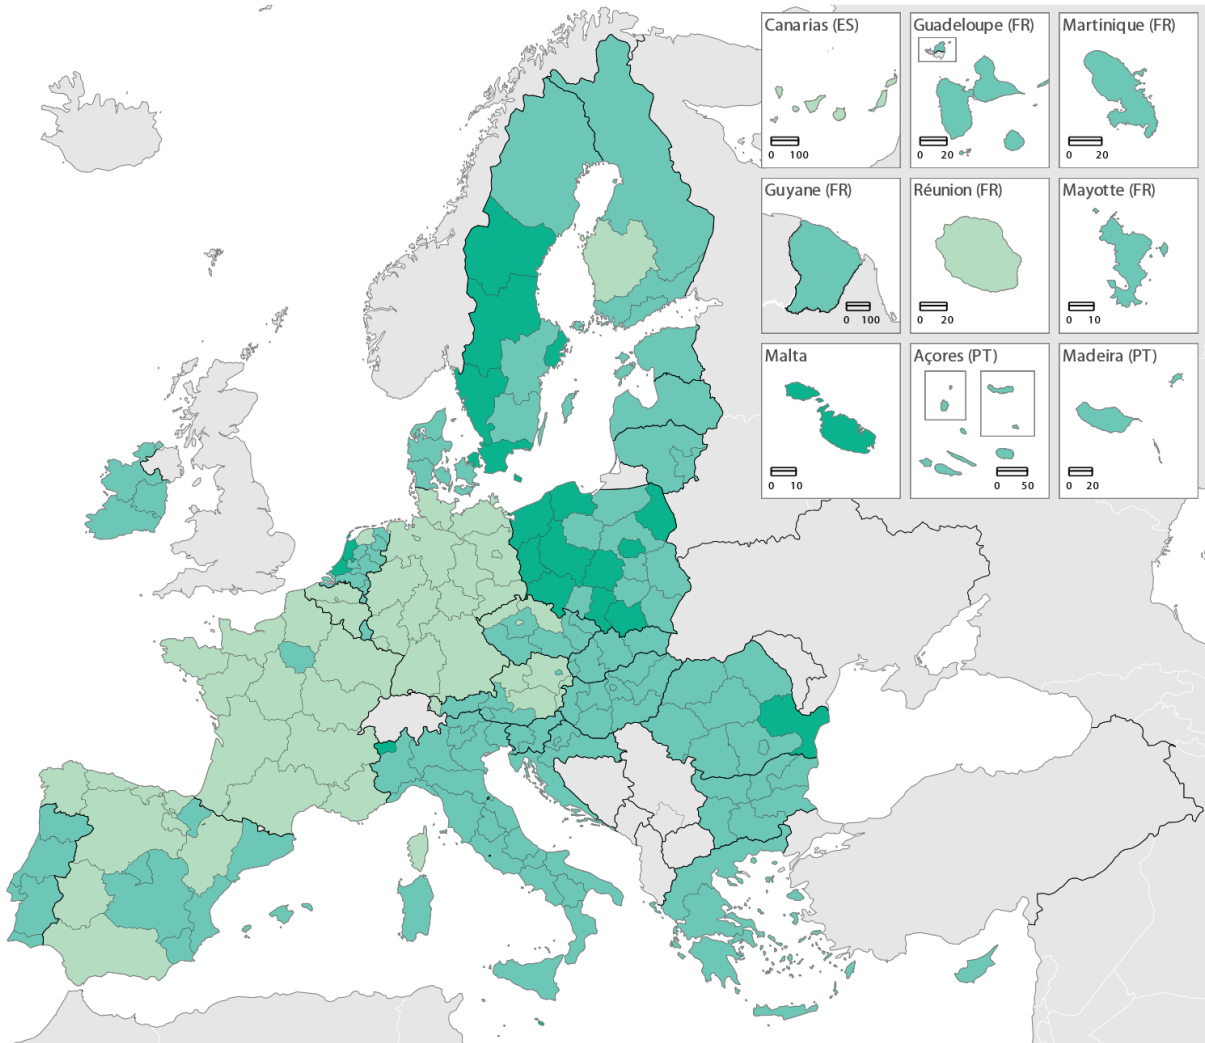 Canarias (ES)
0 100
Guadeloupe (FR)
0 20
Martinique (FR)
0 20
Guyane (FR)
0 100
Réunion (FR)
0 20
Mayotte (FR)
0 10
Malta
0 10
Açores (PT)
0 50
Madeira (PT)
0 20